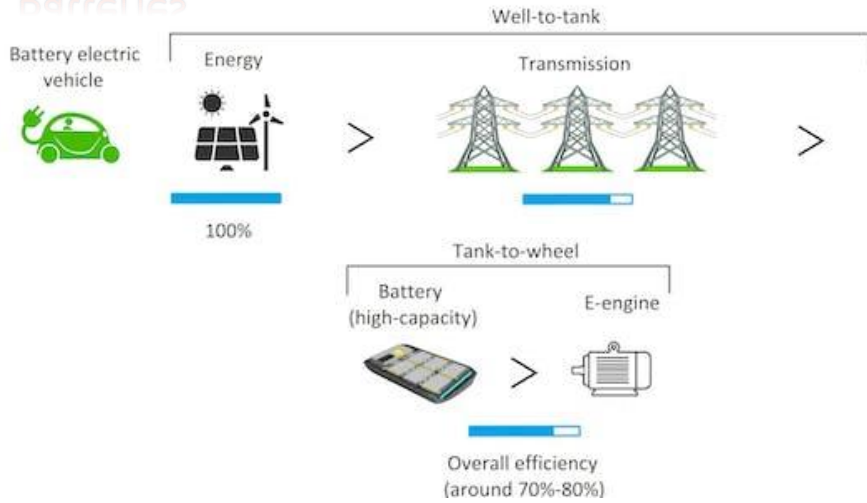 Well-to-tank
Battery electric
vehicle
Energy
Transmission
>
>
100%
Tank-to-wheel
Battery
(high-capacity)
E-engine
>
Overall efficiency
(around 70%-80%)